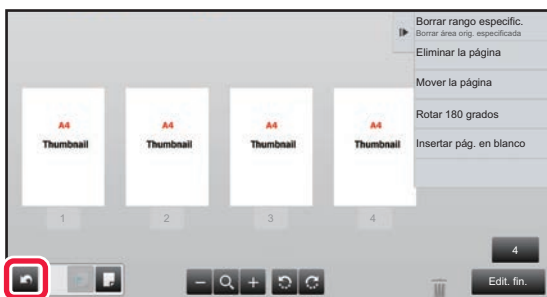 Borrar rango especific.
Borrar área orig. especificada
Eliminar la página
Mover la página
Rotar 180 grados
Insertar pág. en blanco
A4
Thumbnail
A4
Thumbnail
A4
Thumbnail
A4
Thumbnail
1
2
3
4
4
Edit. fin.